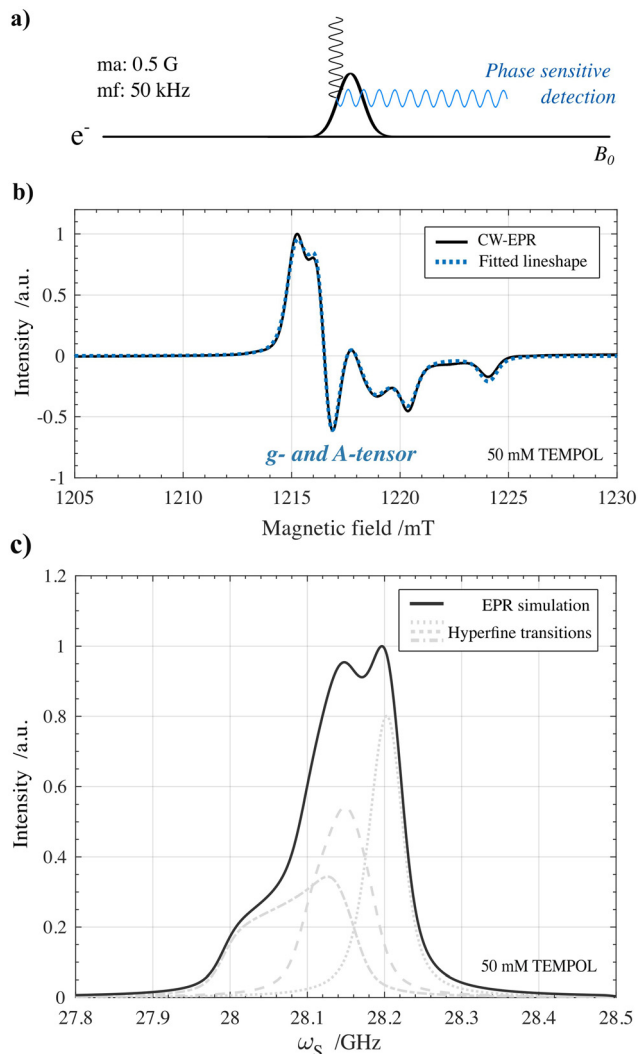 a)
ma: 0.5 G
mf: 50 kHz
Phase sensitive
detection
e-
B0
b)
1
0.5
0
-0.5
-1
Intensity /a.u.
CW-EPR
Fitted lineshape
g- and A-tensor
50 mM TEMPOL
1205 1210 1215 1220 1225 1230
Magnetic field /mT
c)
1.2
1
0.8
0.6
0.4
0.2
0
Intensity /a.u.
EPR simulation
Hyperfine transitions
50 mM TEMPOL
27.8 27.9 28 28.1 28.2 28.3 28.4 28.5
ωS /GHz